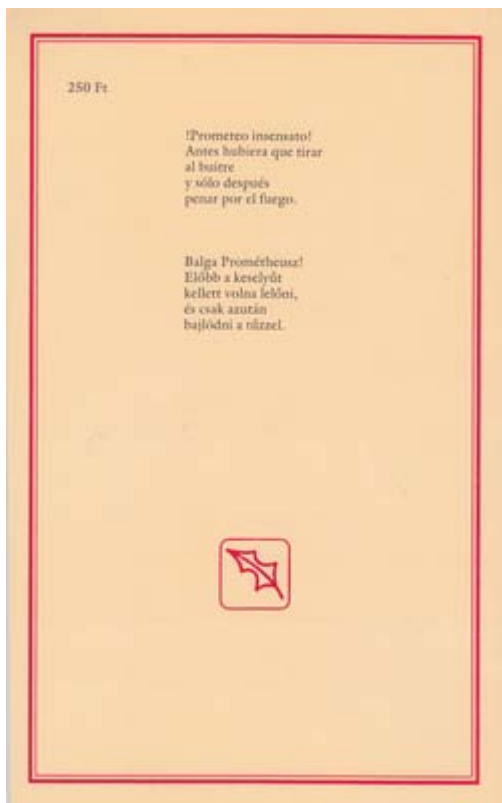 250 Ft
!Prometeo insensato!
Antes hubiera que tirar
al buitre
y sólo después
penar por el fuego.
Balga Prométheusz!
Előbb a keselyűt
kellett volna lelőni,
és csak azután
bajlódni a tűzzel.